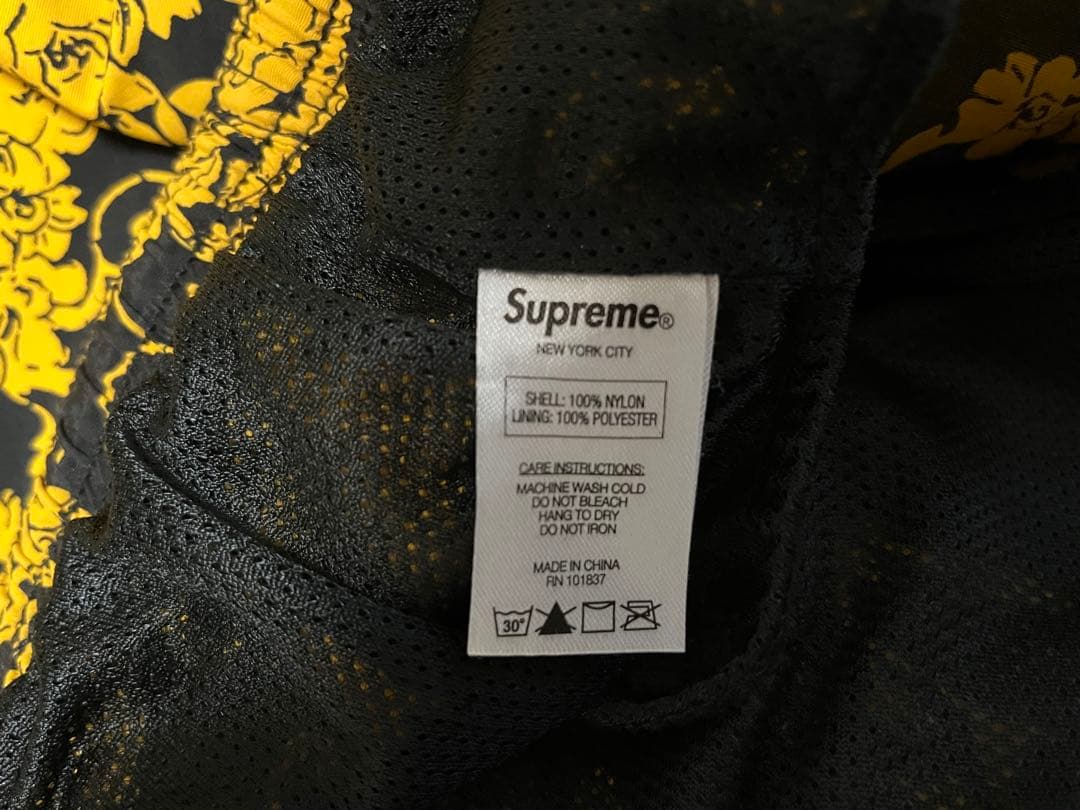 Supreme®
NEW YORK CITY
SHELL: 100% NYLON
LINING: 100% POLYESTER
CARE INSTRUCTIONS:
MACHINE WASH COLD
DO NOT BLEACH
HANG TO DRY
DO NOT IRON
MADE IN CHINA
RN 101837
30°